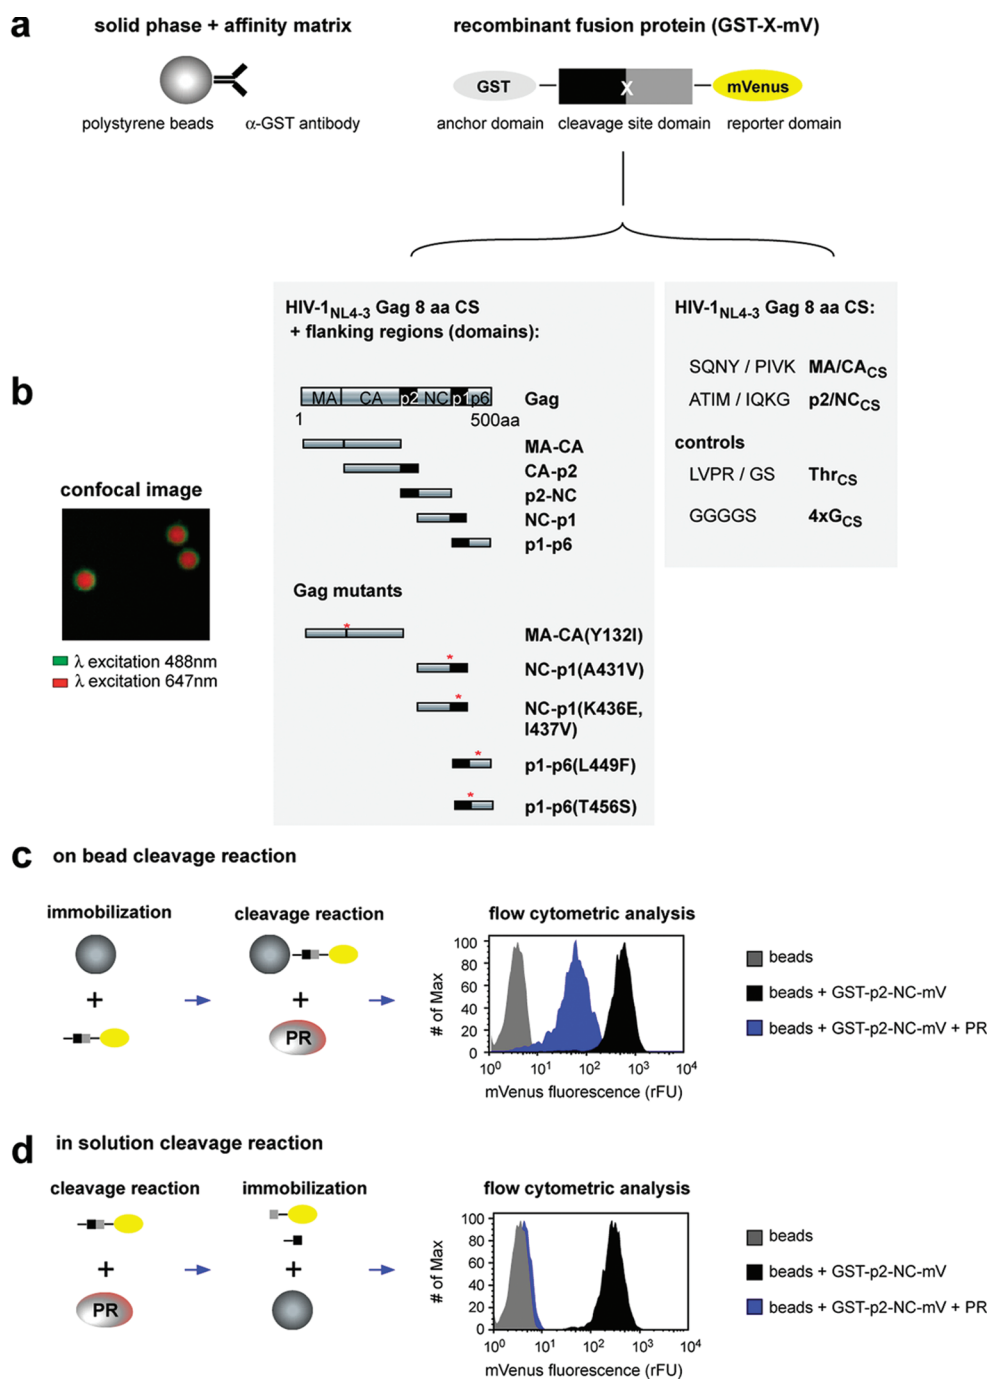 a
solid phase + affinity matrix
recombinant fusion protein (GST-X-mV)
GST
X
mVenus
polystyrene beads
α-GST antibody
anchor domain
cleavage site domain
reporter domain
b
HIV-1NL4-3 Gag 8 aa CS
+ flanking regions (domains):
MA CA p2 NC p1 p6
Gag
1
500aa
MA-CA
CA-p2
p2-NC
NC-p1
p1-p6
Gag mutants
*
MA-CA(Y132I)
*
NC-p1(A431V)
*
NC-p1(K436E,
I437V)
*
p1-p6(L449F)
*
p1-p6(T456S)
HIV-1NL4-3 Gag 8 aa CS:
SQNY / PIVK MA/CACS
ATIM / IQKG p2/NCCS
controls
LVPR / GS ThrCS
GGGGS 4xGCS
confocal image
λ excitation 488nm
λ excitation 647nm
c on bead cleavage reaction
immobilization
+
cleavage reaction
+
PR
flow cytometric analysis
# of Max
100
80
60
40
20
0
10^0 10^1 10^2 10^3 10^4
mVenus fluorescence (rFU)
beads
beads + GST-p2-NC-mV
beads + GST-p2-NC-mV + PR
d in solution cleavage reaction
cleavage reaction
+
PR
immobilization
+
flow cytometric analysis
# of Max
100
80
60
40
20
0
10^0 10^1 10^2 10^3 10^4
mVenus fluorescence (rFU)
beads
beads + GST-p2-NC-mV
beads + GST-p2-NC-mV + PR